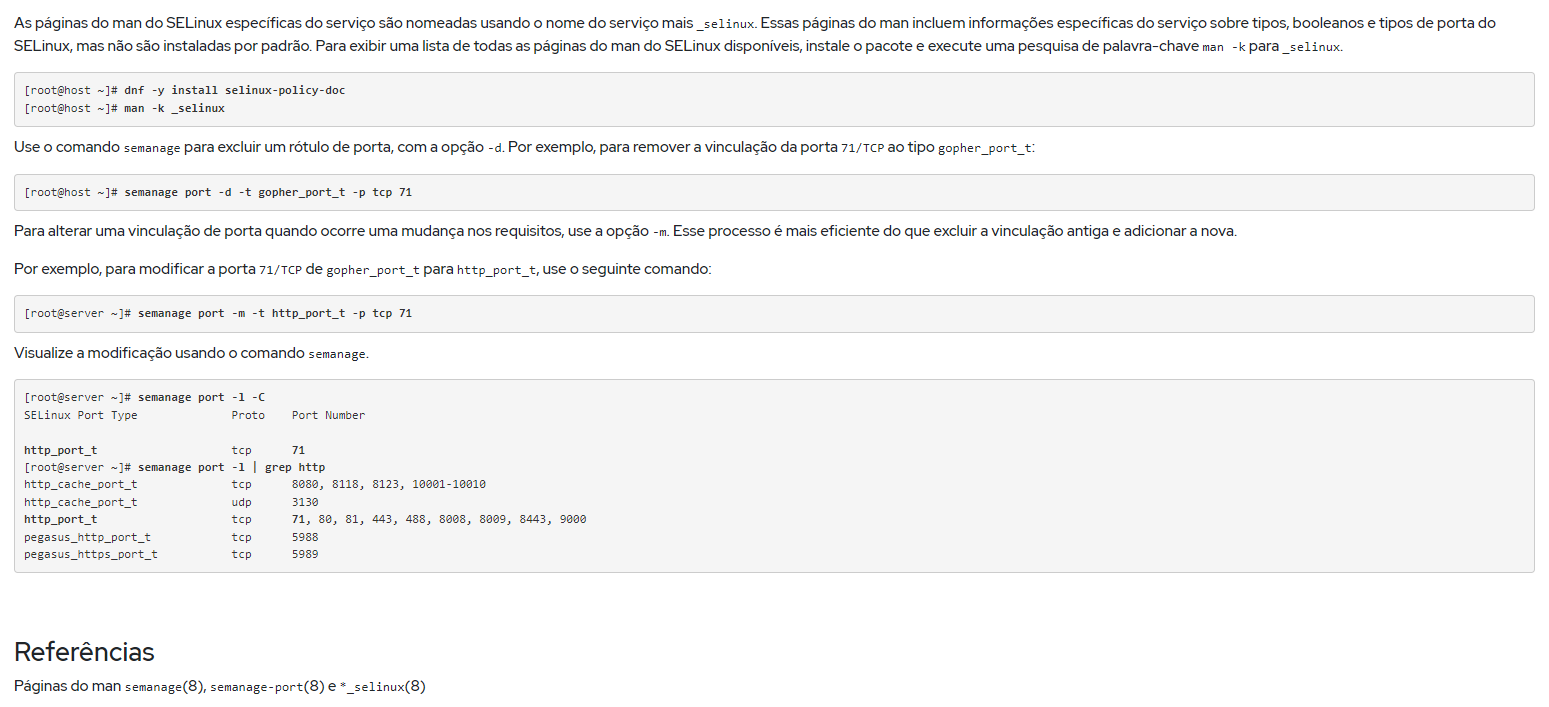 As páginas do man do SELinux específicas do serviço são nomeadas usando o nome do serviço mais _selinux. Essas páginas do man incluem informações específicas do serviço sobre tipos, booleanos e tipos de porta do
SELinux, mas não são instaladas por padrão. Para exibir uma lista de todas as páginas do man do SELinux disponíveis, instale o pacote e execute uma pesquisa de palavra-chave man -k para _selinux.
[root@host ~]# dnf -y install selinux-policy-doc
[root@host ~]# man -k _selinux
Use o comando semanage para excluir um rótulo de porta, com a opção -d. Por exemplo, para remover a vinculação da porta 71/TCP ao tipo gopher_port_t:
[root@host ~]# semanage port -d -t gopher_port_t -p tcp 71
Para alterar uma vinculação de porta quando ocorre uma mudança nos requisitos, use a opção -m. Esse processo é mais eficiente do que excluir a vinculação antiga e adicionar a nova.
Por exemplo, para modificar a porta 71/TCP de gopher_port_t para http_port_t, use o seguinte comando:
[root@server ~]# semanage port -m -t http_port_t -p tcp 71
Visualize a modificação usando o comando semanage.
[root@server ~]# semanage port -l -C
SELinux Port Type              Proto    Port Number
http_port_t                    tcp      71
[root@server ~]# semanage port -l | grep http
http_cache_port_t              tcp      8080, 8118, 8123, 10001-10010
http_cache_port_t              udp      3130
http_port_t                    tcp      71, 80, 81, 443, 488, 8008, 8009, 8443, 9000
pegasus_http_port_t            tcp      5988
pegasus_https_port_t           tcp      5989
Referências
Páginas do man semanage(8), semanage-port(8) e *_selinux(8)